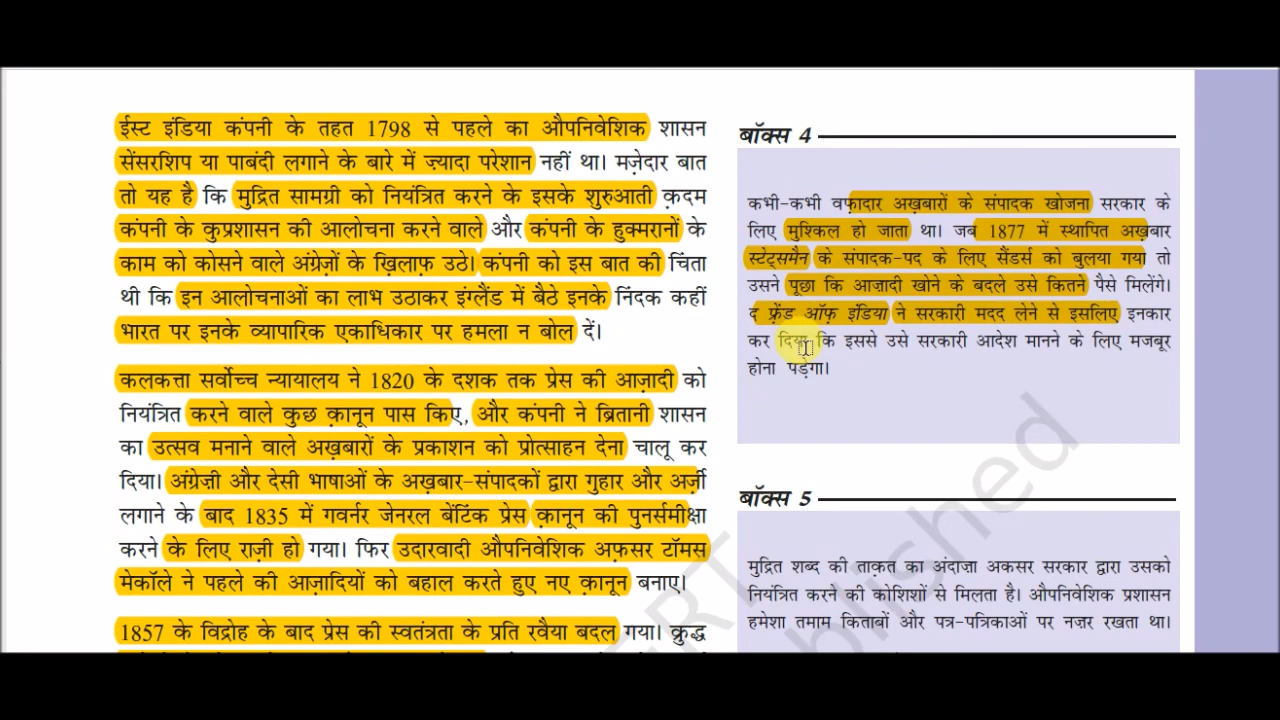 ईस्ट इंडिया कंपनी के तहत 1798 से पहले का औपनिवेशिक शासन
सेंसरशिप या पाबंदी लगाने के बारे में ज्यादा परेशान नहीं था। मज़ेदार बात
तो यह है कि मुद्रित सामग्री को नियंत्रित करने के इसके शुरुआती क़दम
कंपनी के कुप्रशासन की आलोचना करने वाले और कंपनी के हुक्मरानों के
काम को कोसने वाले अंग्रेज़ों के ख़िलाफ़ उठे। कंपनी को इस बात की चिंता
थी कि इन आलोचनाओं का लाभ उठाकर इंग्लैंड में बैठे इनके निंदक कहीं
भारत पर इनके व्यापारिक एकाधिकार पर हमला न बोल दें।
कलकत्ता सर्वोच्च न्यायालय ने 1820 के दशक तक प्रेस की आज़ादी को
नियंत्रित करने वाले कुछ क़ानून पास किए, और कंपनी ने ब्रितानी शासन
का उत्सव मनाने वाले अख़बारों के प्रकाशन को प्रोत्साहन देना चालू कर
दिया। अंग्रेज़ी और देसी भाषाओं के अख़बार-संपादकों द्वारा गुहार और अर्ज़ी
लगाने के बाद 1835 में गवर्नर जेनरल बेंटिंक प्रेस क़ानून की पुनर्समीक्षा
करने के लिए राज़ी हो गया। फिर उदारवादी औपनिवेशिक अफ़सर टॉमस
मेकॉले ने पहले की आज़ादियों को बहाल करते हुए नए क़ानून बनाए।
1857 के विद्रोह के बाद प्रेस की स्वतंत्रता के प्रति रवैया बदल गया। क्रुद्ध
बॉक्स 4
कभी-कभी वफ़ादार अख़बारों के संपादक खोजना सरकार के
लिए मुश्किल हो जाता था। जब 1877 में स्थापित अख़बार
स्टेट्समैन के संपादक-पद के लिए सैंडर्स को बुलया गया तो
उसने पूछा कि आजादी खोने के बदले उसे कितने पैसे मिलेंगे।
द फ़्रेंड ऑफ़ इंडिया ने सरकारी मदद लेने से इसलिए इनकार
कर दिया कि इससे उसे सरकारी आदेश मानने के लिए मजबूर
होना पड़ेगा।
बॉक्स 5
मुद्रित शब्द की ताक़त का अंदाज़ा अकसर सरकार द्वारा उसको
नियंत्रित करने की कोशिशों से मिलता है। औपनिवेशिक प्रशासन
हमेशा तमाम किताबों और पत्र-पत्रिकाओं पर नज़र रखता था।